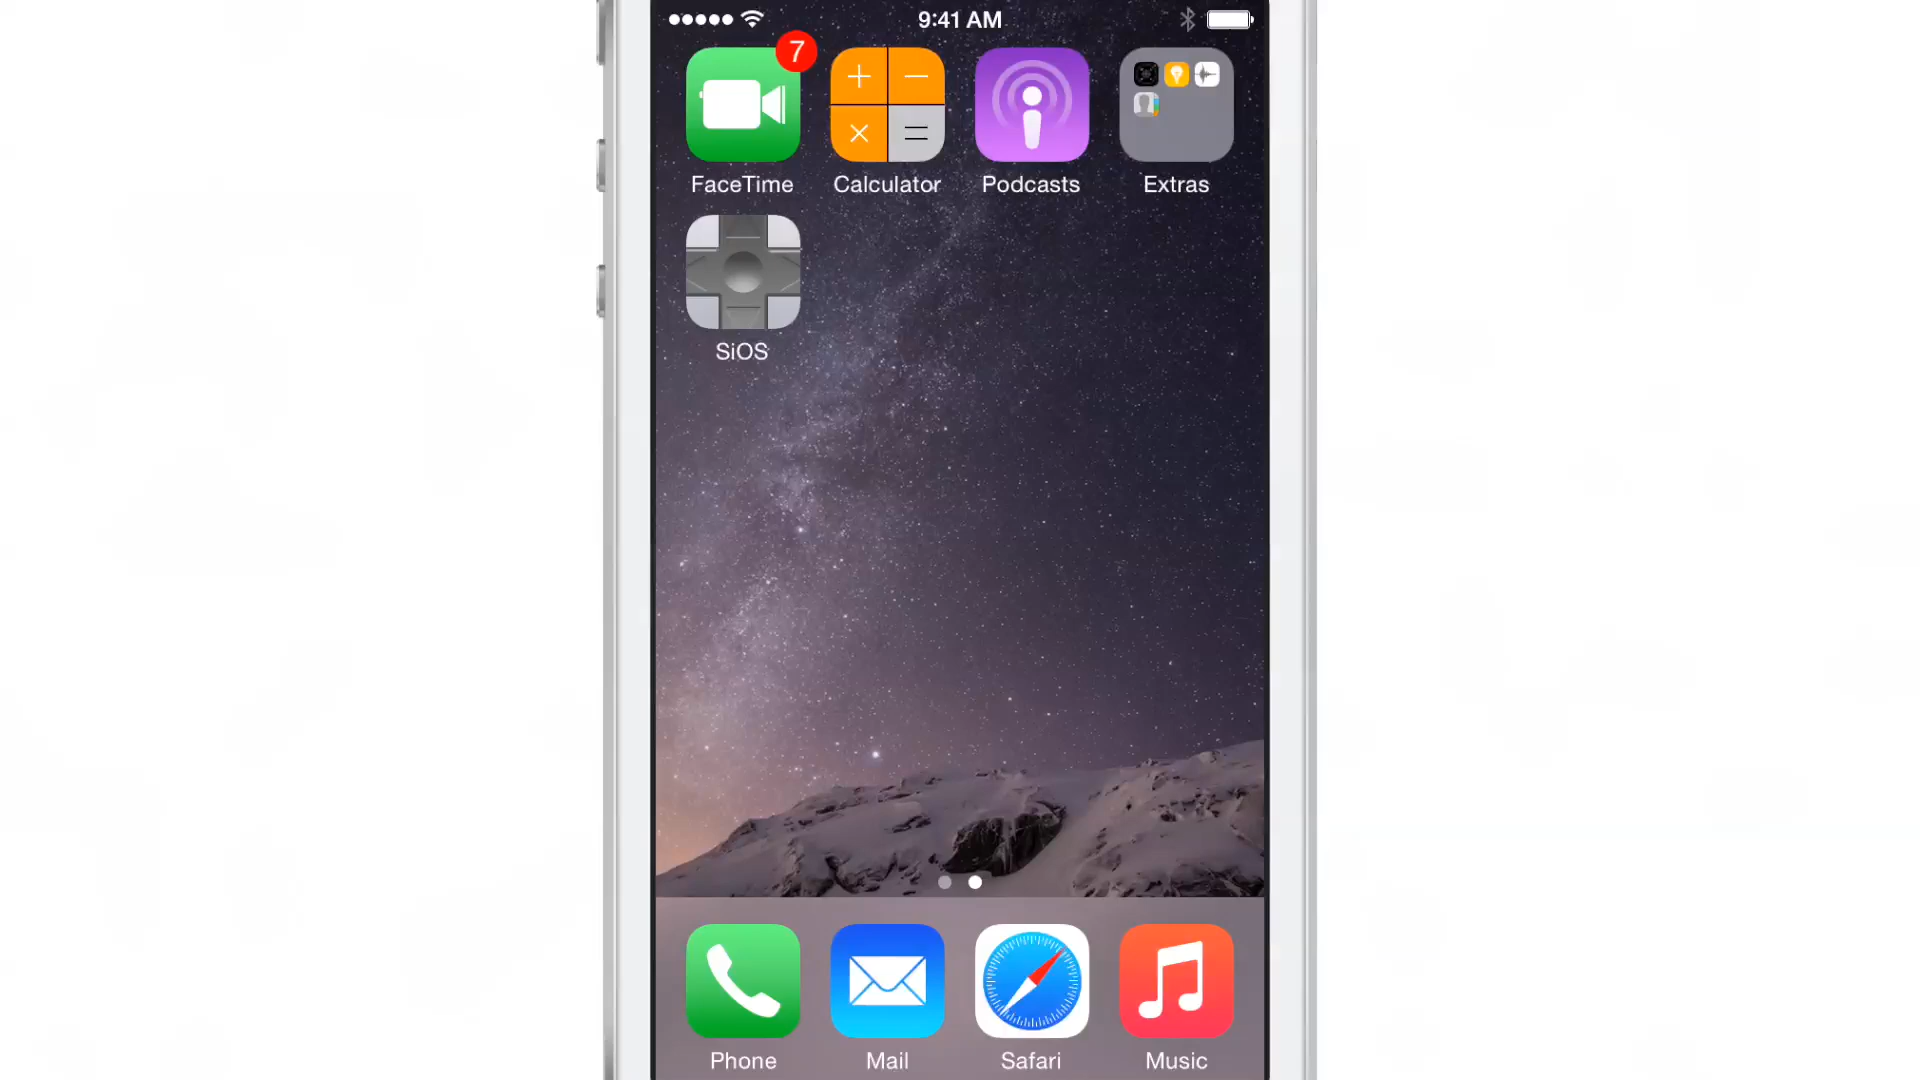 9:41 AM
7
FaceTime
Calculator
Podcasts
Extras
SiOS
Phone
Mail
Safari
Music